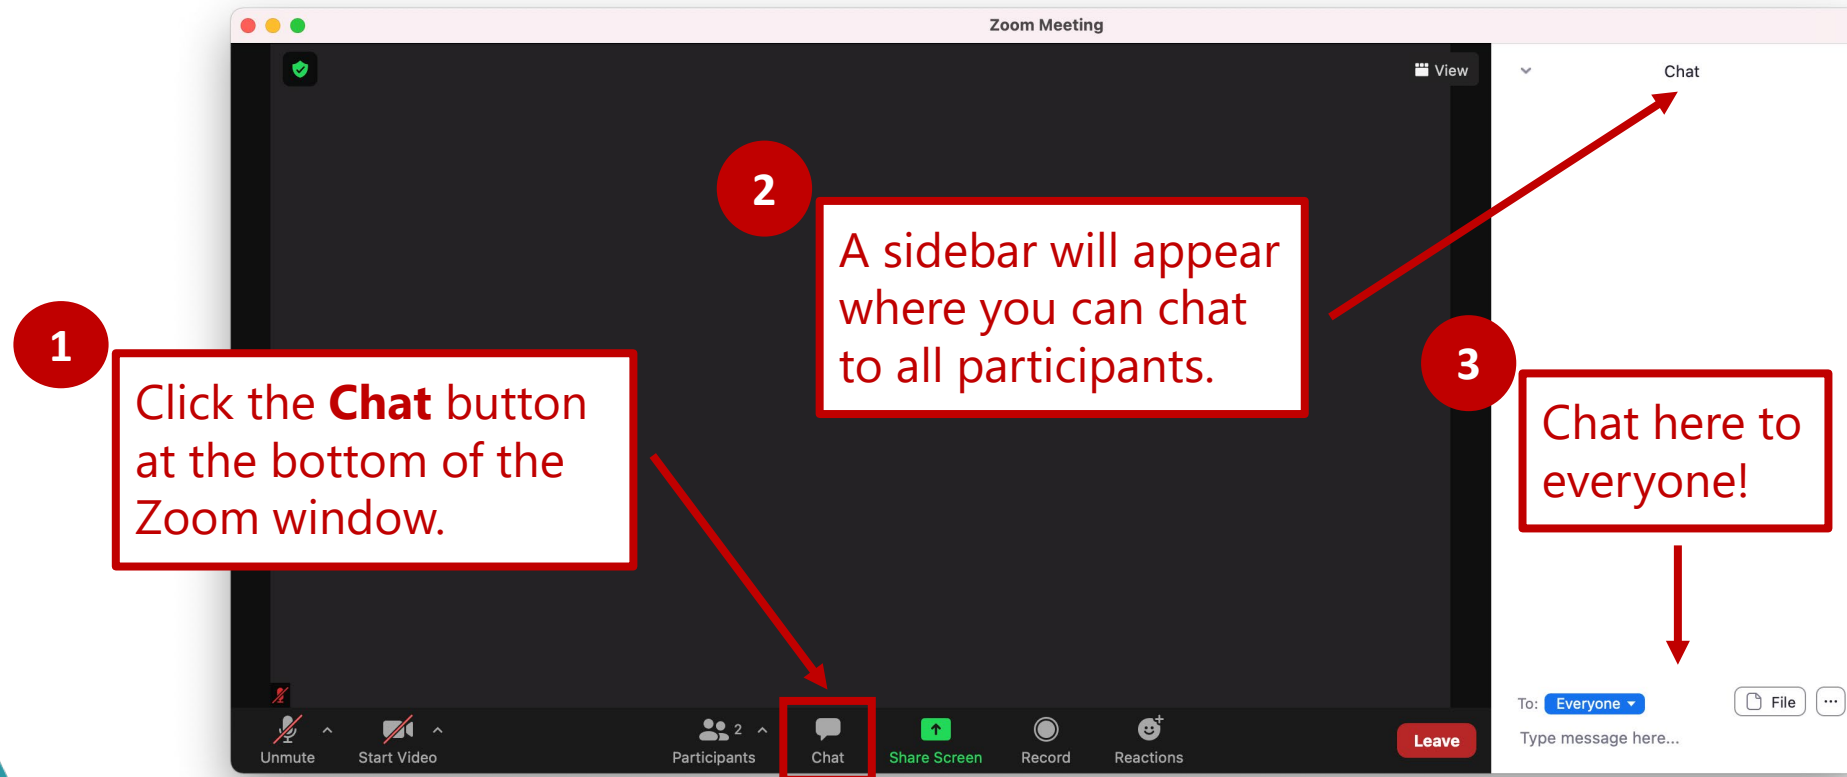 Zoom Meeting
View
Chat
2
A sidebar will appear
where you can chat
to all participants.
1
Click the Chat button
at the bottom of the
Zoom window.
3
Chat here to
everyone!
To: Everyone
File
Type message here...
Unmute
Start Video
2
Participants
Chat
Share Screen
Record
Reactions
Leave